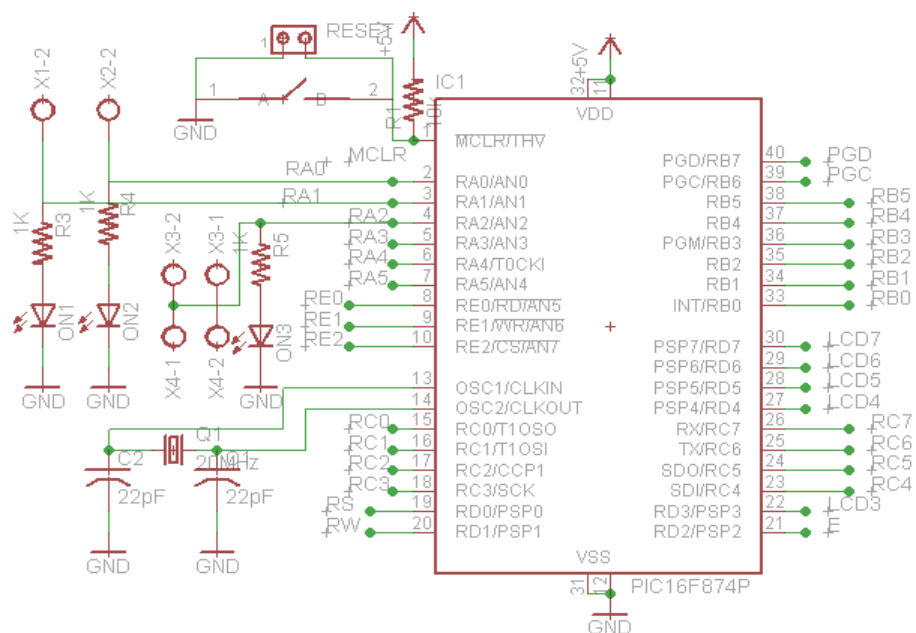 RESET
1
+5V
X1-2
X2-2
1
A
B
2
GND
R1
10K
IC1
32
11
+5V
VDD
1
MCLR/THV
MCLR
RA0
2
RA0/AN0
PGD/RB7
40
PGD
RA1
3
RA1/AN1
PGC/RB6
39
PGC
RA2
4
RA2/AN2
RB5
38
RB5
RA3
5
RA3/AN3
RB4
37
RB4
RA4
6
RA4/T0CKI
PGM/RB3
36
RB3
RA5
7
RA5/AN4
RB2
35
RB2
RE0
8
RE0/RD/AN5
RB1
34
RB1
RE1
9
RE1/WR/AN6
INT/RB0
33
RB0
RE2
10
RE2/CS/AN7
1K
R3
1K
R4
X3-2
X3-1
1K
R5
ON1
ON2
X4-1
X4-2
ON3
GND
GND
GND
PSP7/RD7
30
LCD7
PSP6/RD6
29
LCD6
13
OSC1/CLKIN
PSP5/RD5
28
LCD5
14
OSC2/CLKOUT
PSP4/RD4
27
LCD4
RC0
15
RC0/T1OSO
RX/RC7
26
RC7
RC1
16
RC1/T1OSI
TX/RC6
25
RC6
RC2
17
RC2/CCP1
SDO/RC5
24
RC5
RC3
18
RC3/SCK
SDI/RC4
23
RC4
RS
19
RD0/PSP0
RD3/PSP3
22
LCD3
RW
20
RD1/PSP1
RD2/PSP2
21
E
Q1
20MHz
C2
22pF
C1
22pF
GND
GND
VSS
31
12
PIC16F874P
GND